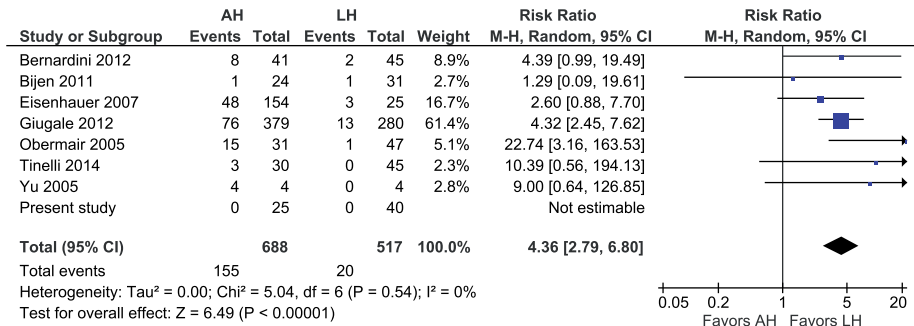 AH LH Risk Ratio Risk Ratio
Study or Subgroup Events Total Events Total Weight M-H, Random, 95% CI M-H, Random, 95% CI
Bernardini 2012 8 41 2 45 8.9% 4.39 [0.99, 19.49]
Bijen 2011 1 24 1 31 2.7% 1.29 [0.09, 19.61]
Eisenhauer 2007 48 154 3 25 16.7% 2.60 [0.88, 7.70]
Giugale 2012 76 379 13 280 61.4% 4.32 [2.45, 7.62]
Obermair 2005 15 31 1 47 5.1% 22.74 [3.16, 163.53]
Tinelli 2014 3 30 0 45 2.3% 10.39 [0.56, 194.13]
Yu 2005 4 4 0 4 2.8% 9.00 [0.64, 126.85]
Present study 0 25 0 40 Not estimable
Total (95% CI) 688 517 100.0% 4.36 [2.79, 6.80]
Total events 155 20
Heterogeneity: Tau² = 0.00; Chi² = 5.04, df = 6 (P = 0.54); I² = 0%
Test for overall effect: Z = 6.49 (P < 0.00001)
0.05 0.2 1 5 20
Favors AH Favors LH